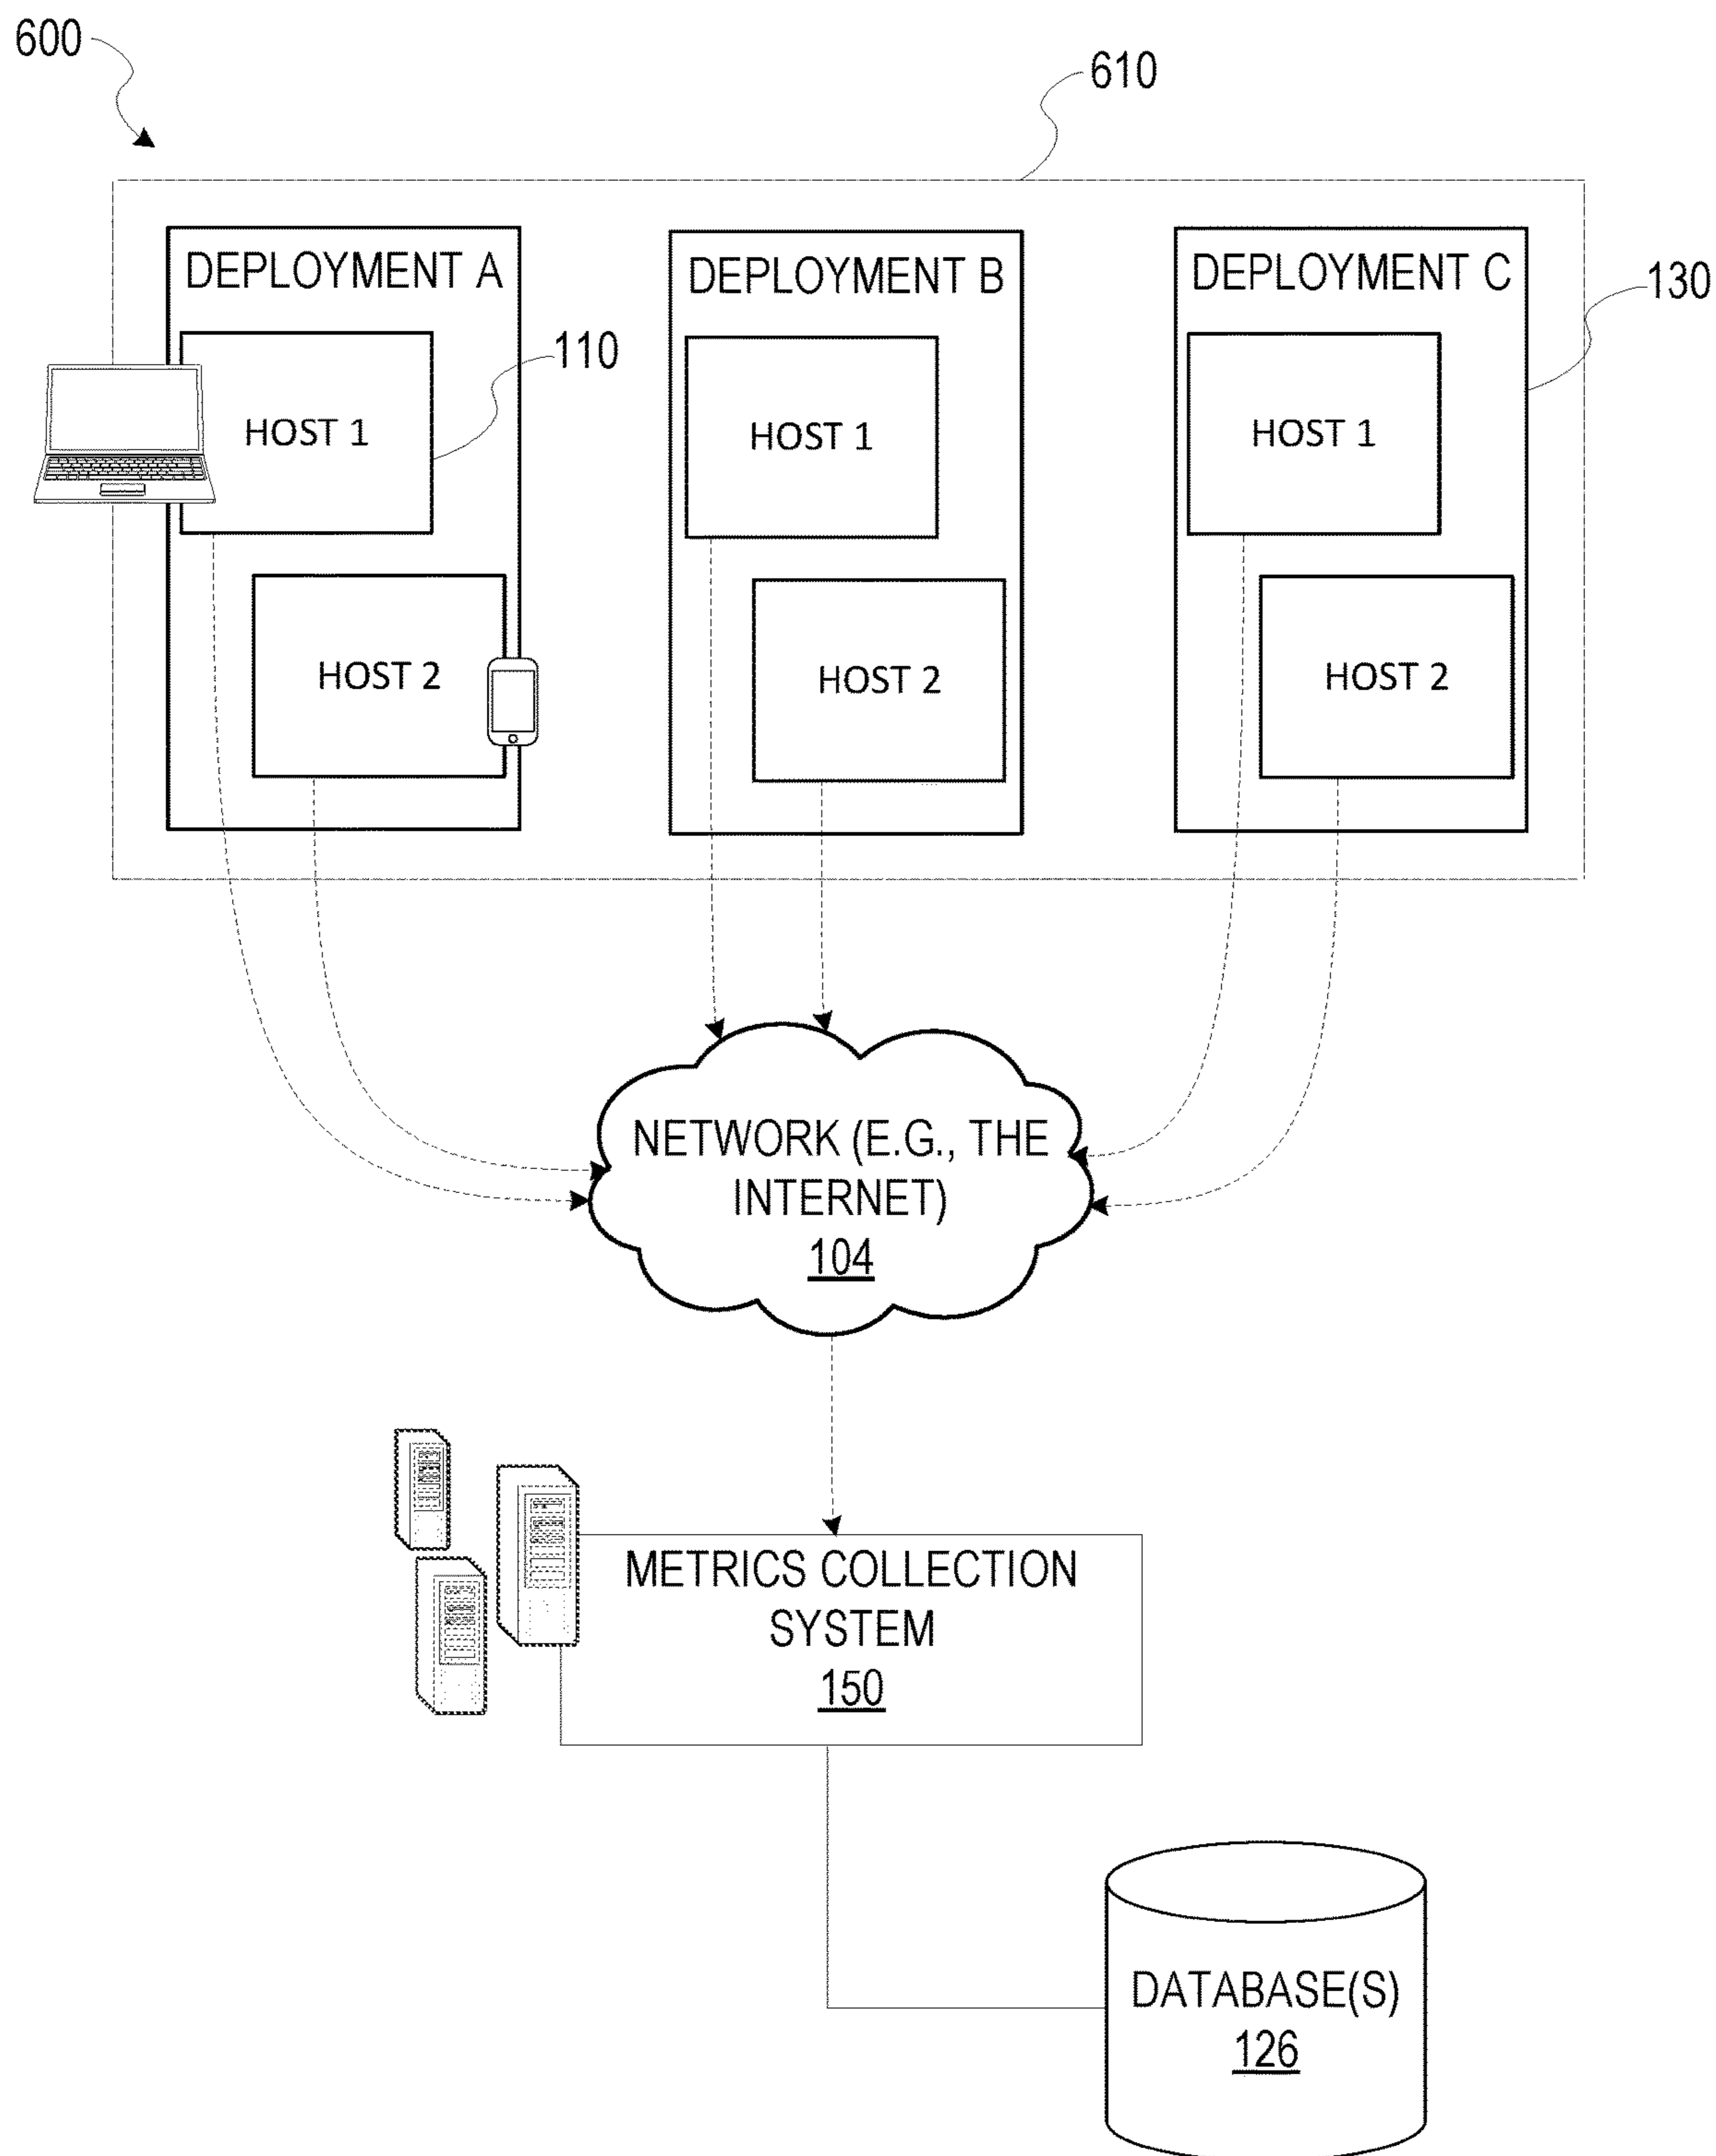 600
610
DEPLOYMENT A
DEPLOYMENT B
DEPLOYMENT C
130
110
HOST 1
HOST 1
HOST 1
HOST 2
HOST 2
HOST 2
NETWORK (E.G., THE
INTERNET)
104
METRICS COLLECTION
SYSTEM
150
DATABASE(S)
126